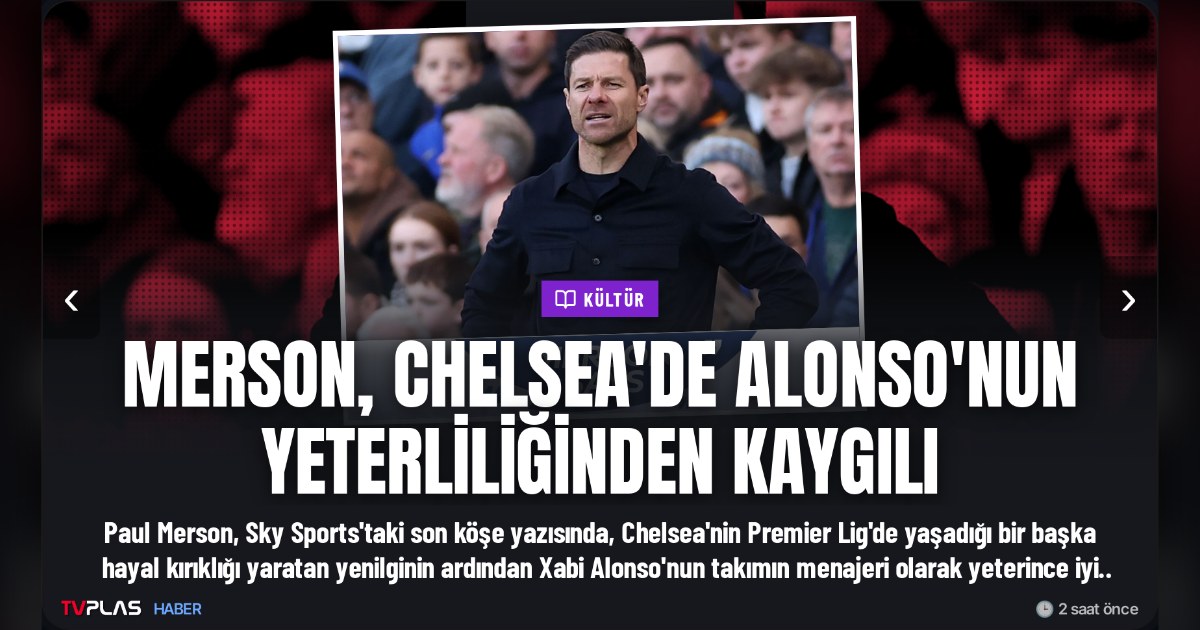 KÜLTÜR
MERSON, CHELSEA'DE ALONSO'NUN
YETERLİLİĞİNDEN KAYGILI
Paul Merson, Sky Sports'taki son köşe yazısında, Chelsea'nin Premier Lig'de yaşadığı bir başka
hayal kırıklığı yaratan yenilginin ardından Xabi Alonso'nun takımın menajeri olarak yeterince iyi..
TVPLAS HABER
2 saat önce